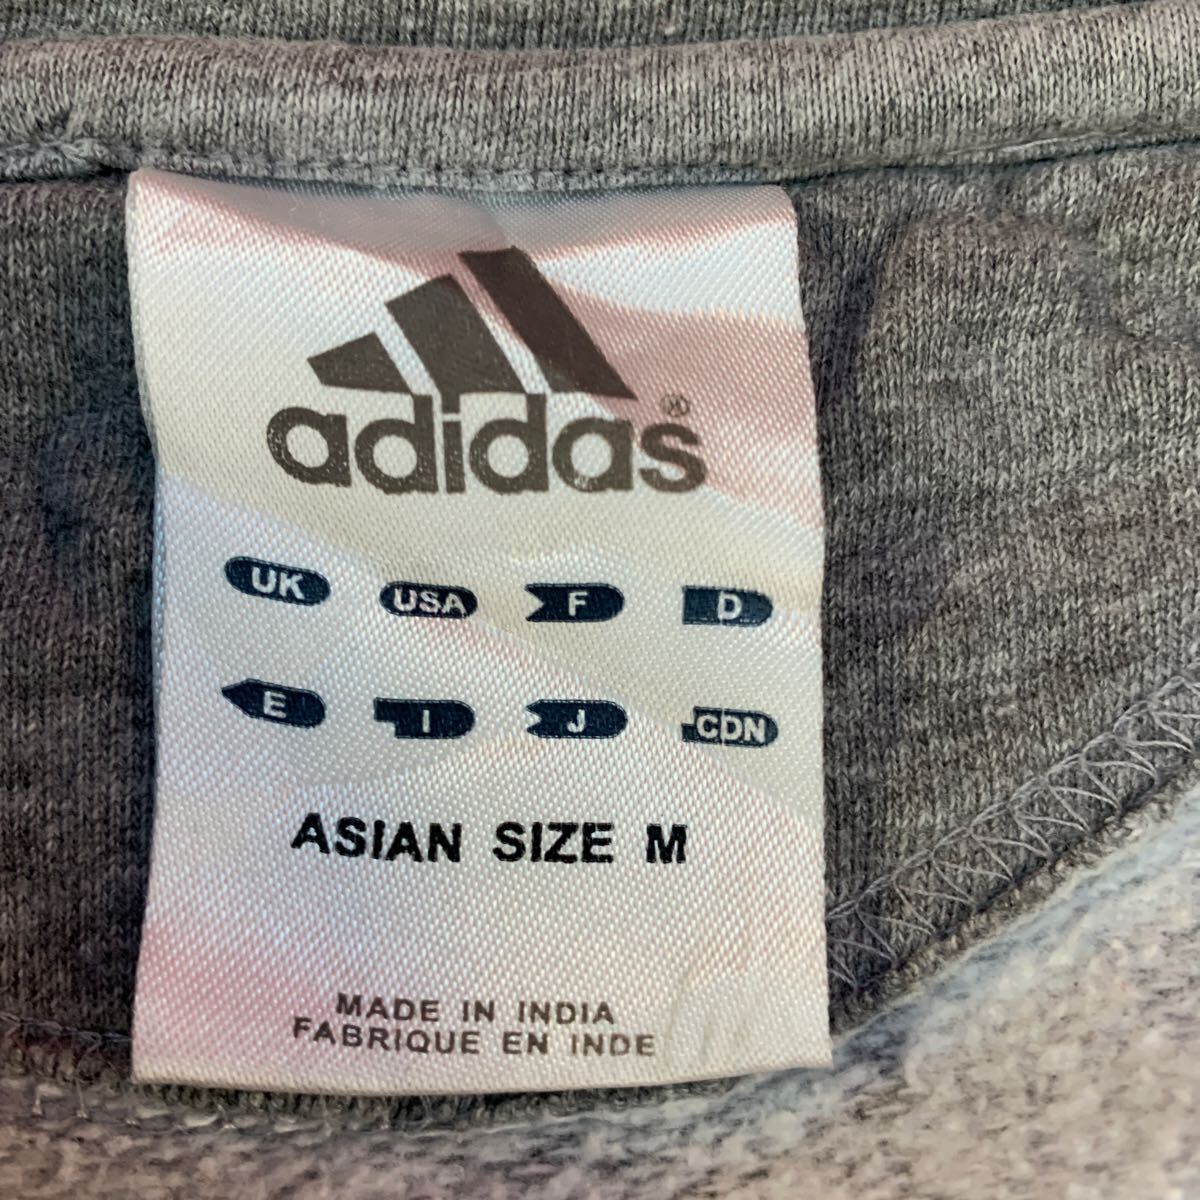 adidas®
UK USA F D
E I J CDN
ASIAN SIZE M
MADE IN INDIA
FABRIQUE EN INDE